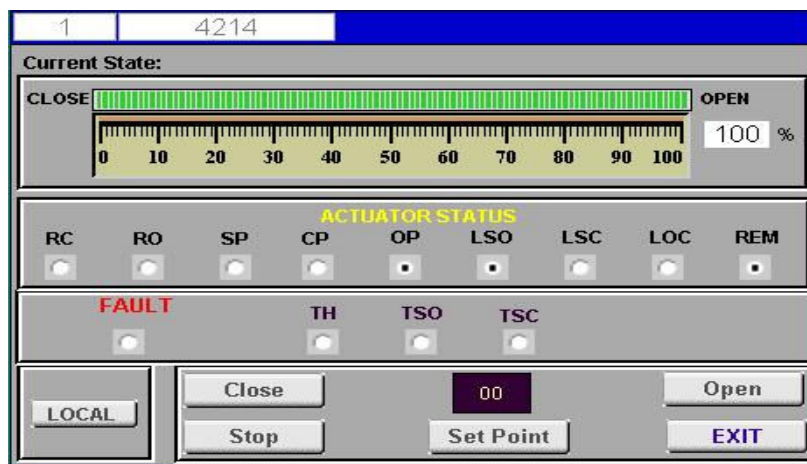 1 4214
Current State:
CLOSE OPEN
100 %
0 10 20 30 40 50 60 70 80 90 100
ACTUATOR STATUS
RC RO SP CP OP LSO LSC LOC REM
FAULT TH TSO TSC
Close 00 Open
LOCAL
Stop Set Point EXIT